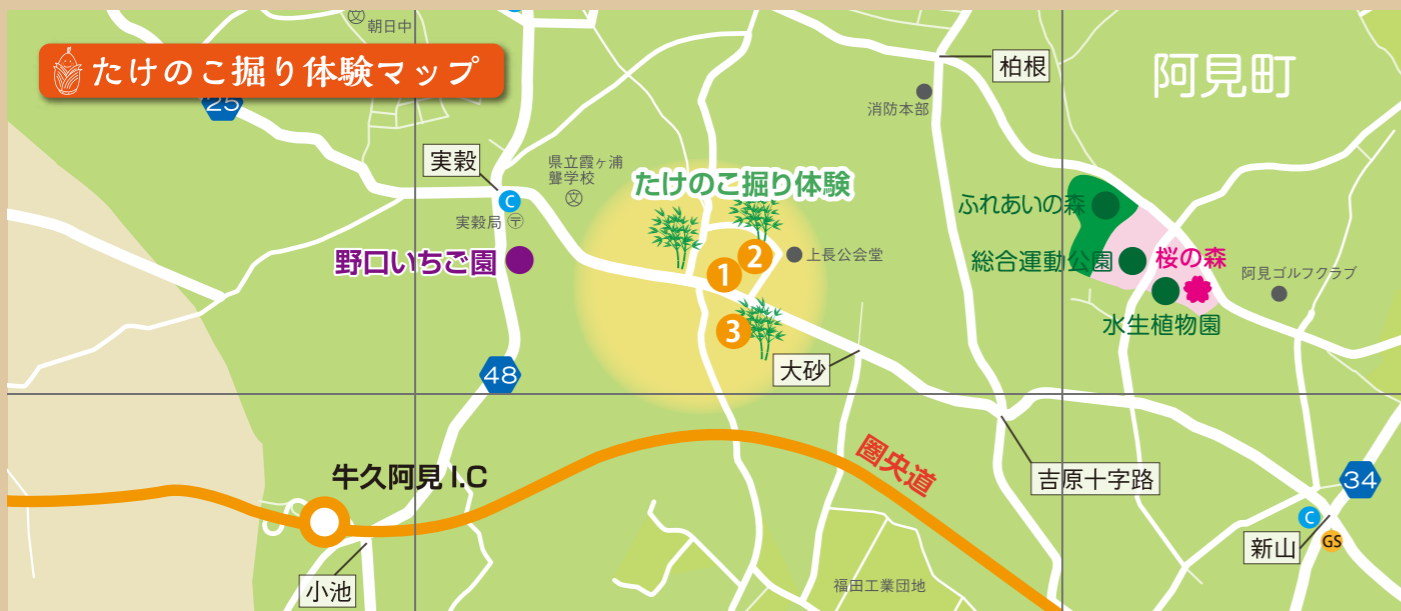 朝日中
たけのこ掘り体験マップ
阿見町
柏根
25
消防本部
実穀
県立霞ヶ浦
聾学校
たけのこ掘り体験
C
実穀局
ふれあいの森
野口いちご園
1
2
上長公会堂
総合運動公園
桜の森
阿見ゴルフクラブ
水生植物園
3
大砂
48
牛久阿見 I.C
圏央道
吉原十字路
34
C
GS
新山
小池
福田工業団地